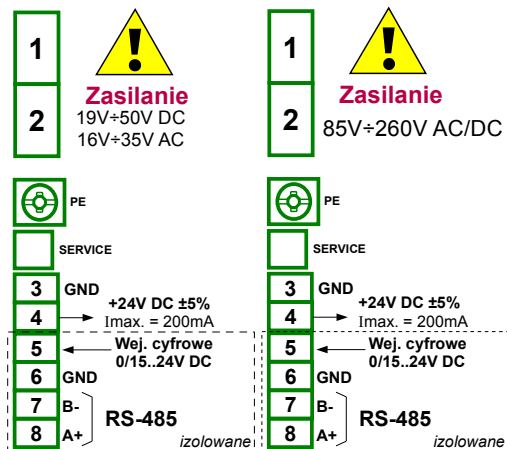 1
2
Zasilanie
19V÷50V DC
16V÷35V AC
PE
SERVICE
3 GND
4 +24V DC ±5%
Imax. = 200mA
5 Wej. cyfrowe
0/15..24V DC
6 GND
7 B-
8 A+
RS-485
izolowane
1
2
Zasilanie
85V÷260V AC/DC
PE
SERVICE
3 GND
4 +24V DC ±5%
Imax. = 200mA
5 Wej. cyfrowe
0/15..24V DC
6 GND
7 B-
8 A+
RS-485
izolowane